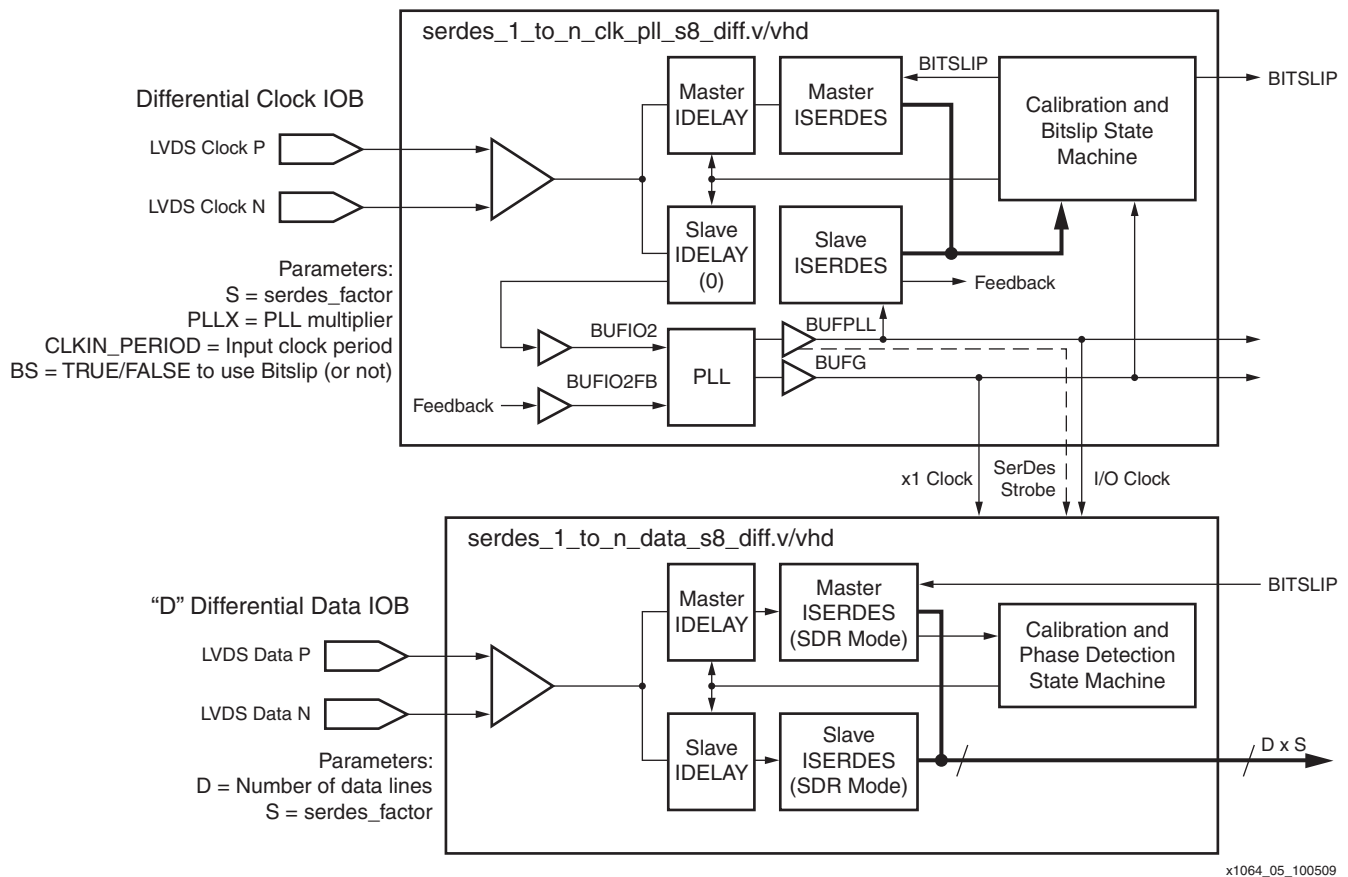 serdes_1_to_n_clk_pll_s8_diff.v/vhd
Differential Clock IOB
LVDS Clock P
LVDS Clock N
Parameters:
S = serdes_factor
PLLX = PLL multiplier
CLKIN_PERIOD = Input clock period
BS = TRUE/FALSE to use Bitslip (or not)
Master
IDELAY
Master
ISERDES
BITSLIP
Calibration and
Bitslip State
Machine
BITSLIP
Slave
IDELAY
(0)
Slave
ISERDES
Feedback
BUFIO2
BUFPLL
PLL
BUFG
BUFIO2FB
Feedback
x1 Clock
SerDes
Strobe
I/O Clock
serdes_1_to_n_data_s8_diff.v/vhd
"D" Differential Data IOB
LVDS Data P
LVDS Data N
Parameters:
D = Number of data lines
S = serdes_factor
Master
IDELAY
Master
ISERDES
(SDR Mode)
BITSLIP
Calibration and
Phase Detection
State Machine
Slave
IDELAY
Slave
ISERDES
(SDR Mode)
D x S
x1064_05_100509